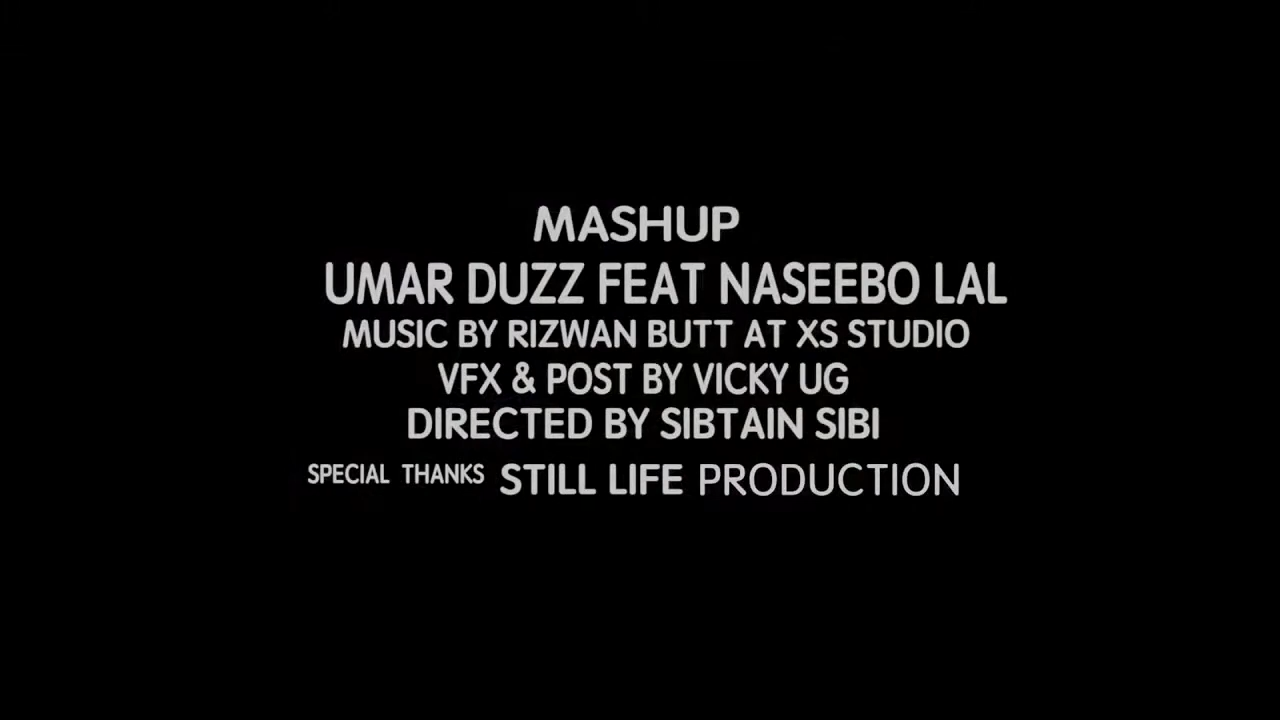 MASHUP
UMAR DUZZ FEAT NASEEBO LAL
MUSIC BY RIZWAN BUTT AT XS STUDIO
VFX & POST BY VICKY UG
DIRECTED BY SIBTAIN SIBI
SPECIAL THANKS STILL LIFE PRODUCTION